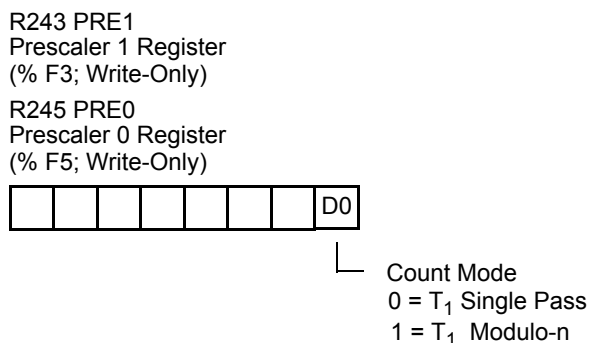 R243 PRE1
Prescaler 1 Register
(% F3; Write-Only)
R245 PRE0
Prescaler 0 Register
(% F5; Write-Only)
D0
Count Mode
0 = T₁ Single Pass
1 = T₁ Modulo-n